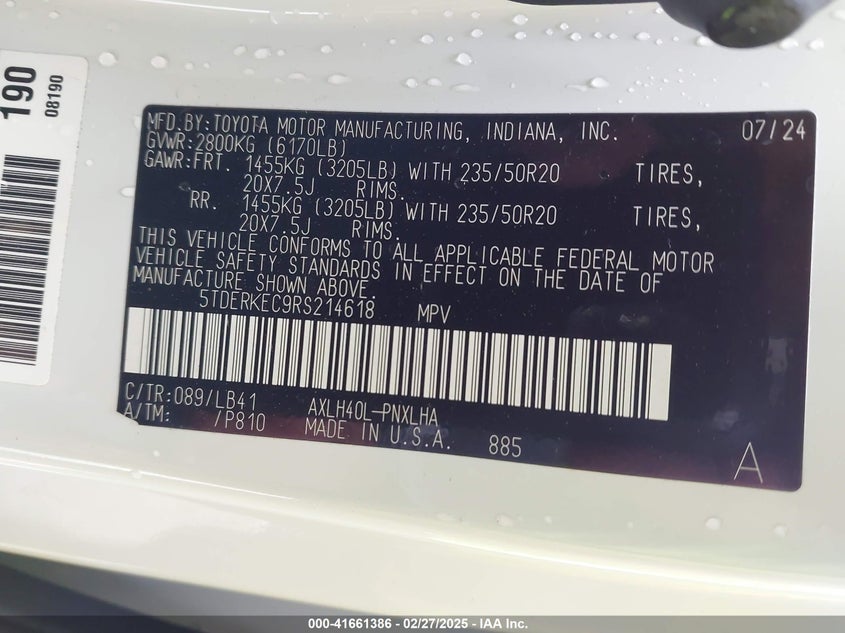 190
08190
MFD.BY:TOYOTA MOTOR MANUFACTURING, INDIANA, INC. 07/24
GVWR:2800KG (6170LB)
GAWR:FRT. 1455KG (3205LB) WITH 235/50R20 TIRES,
20X7.5J RIMS.
RR. 1455KG (3205LB) WITH 235/50R20 TIRES,
20X7.5J RIMS.
THIS VEHICLE CONFORMS TO ALL APPLICABLE FEDERAL MOTOR
VEHICLE SAFETY STANDARDS IN EFFECT ON THE DATE OF
MANUFACTURE SHOWN ABOVE.
5TDERKEC9RS214618 MPV
C/TR:089/LB41 AXLH40L-PNXLHA
A/TM: /P810 MADE IN U.S.A. 885
A
000-41661386 - 02/27/2025 - IAA Inc.